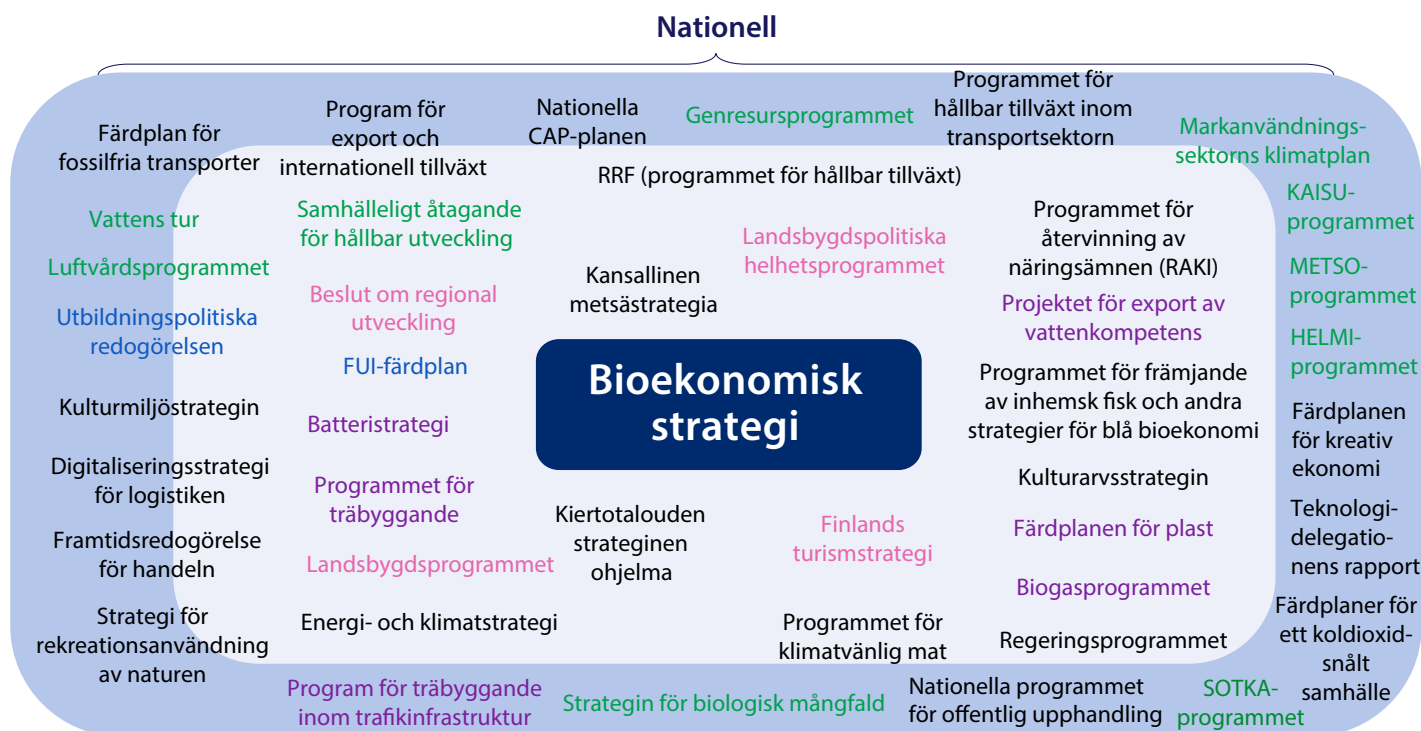 Nationell
Färdplan för
fossilfria transporter
Program för
export och
internationell tillväxt
Nationella
CAP-planen
Genresursprogrammet
Programmet för
hållbar tillväxt inom
transportsektorn
Markanvändnings-
sektorns klimatplan
RRF (programmet för hållbar tillväxt)
Vattens tur
Samhälleligt åtagande
för hållbar utveckling
Landsbygdspolitiska
helhetsprogrammet
Programmet för
återvinning av
näringsämnen (RAKI)
KAISU-
programmet
Luftvårdsprogrammet
Kansallinen
metsästrategia
METSO-
programmet
Beslut om regional
utveckling
Projektet för export av
vattenkompetens
Utbildningspolitiska
redogörelsen
HELMI-
programmet
FUI-färdplan
Bioekonomisk
strategi
Programmet för främjande
av inhemsk fisk och andra
strategier för blå bioekonomi
Kulturmiljöstrategin
Batteristrategi
Färdplanen
för kreativ
ekonomi
Digitaliseringsstrategi
för logistiken
Programmet för
träbyggande
Kulturarvsstrategin
Kiertotalouden
strateginen
ohjelma
Finlands
turismstrategi
Färdplanen för plast
Teknologi-
delegatio-
nens rapport
Framtidsredogörelse
för handeln
Landsbygdsprogrammet
Biogasprogrammet
Strategi för
rekreationsanvändning
av naturen
Energi- och klimatstrategi
Programmet för
klimatvänlig mat
Regeringsprogrammet
Färdplaner för
ett koldioxid-
snålt
samhälle
Program för träbyggande
inom trafikinfrastruktur
Strategin för biologisk mångfald
Nationella programmet
för offentlig upphandling
SOTKA-
programmet